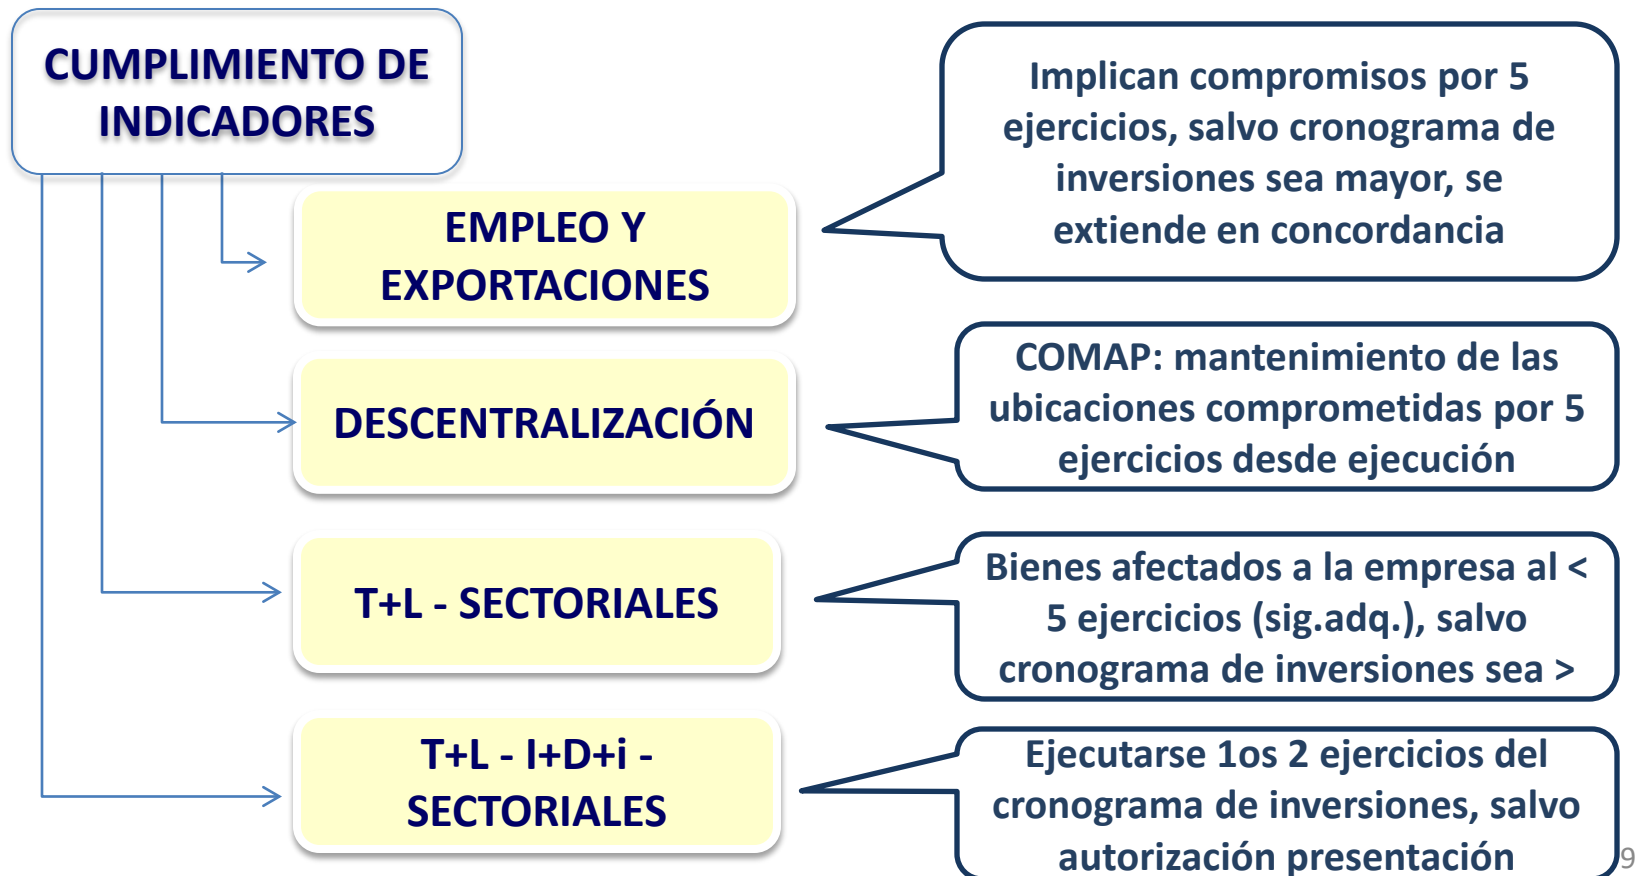 CUMPLIMIENTO DE
INDICADORES
EMPLEO Y
EXPORTACIONES
Implican compromisos por 5
ejercicios, salvo cronograma de
inversiones sea mayor, se
extiende en concordancia
DESCENTRALIZACIÓN
COMAP: mantenimiento de las
ubicaciones comprometidas por 5
ejercicios desde ejecución
T+L - SECTORIALES
Bienes afectados a la empresa al <
5 ejercicios (sig.adq.), salvo
cronograma de inversiones sea >
T+L - I+D+i -
SECTORIALES
Ejecutarse 1os 2 ejercicios del
cronograma de inversiones, salvo
autorización presentación
9